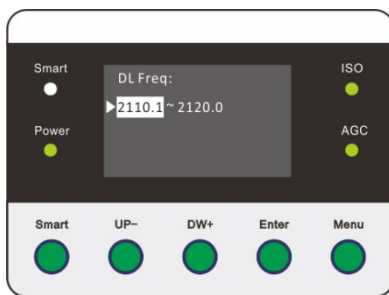 Smart
ISO
DL Freq:
2110.1 ~ 2120.0
Power
AGC
Smart UP− DW+ Enter Menu